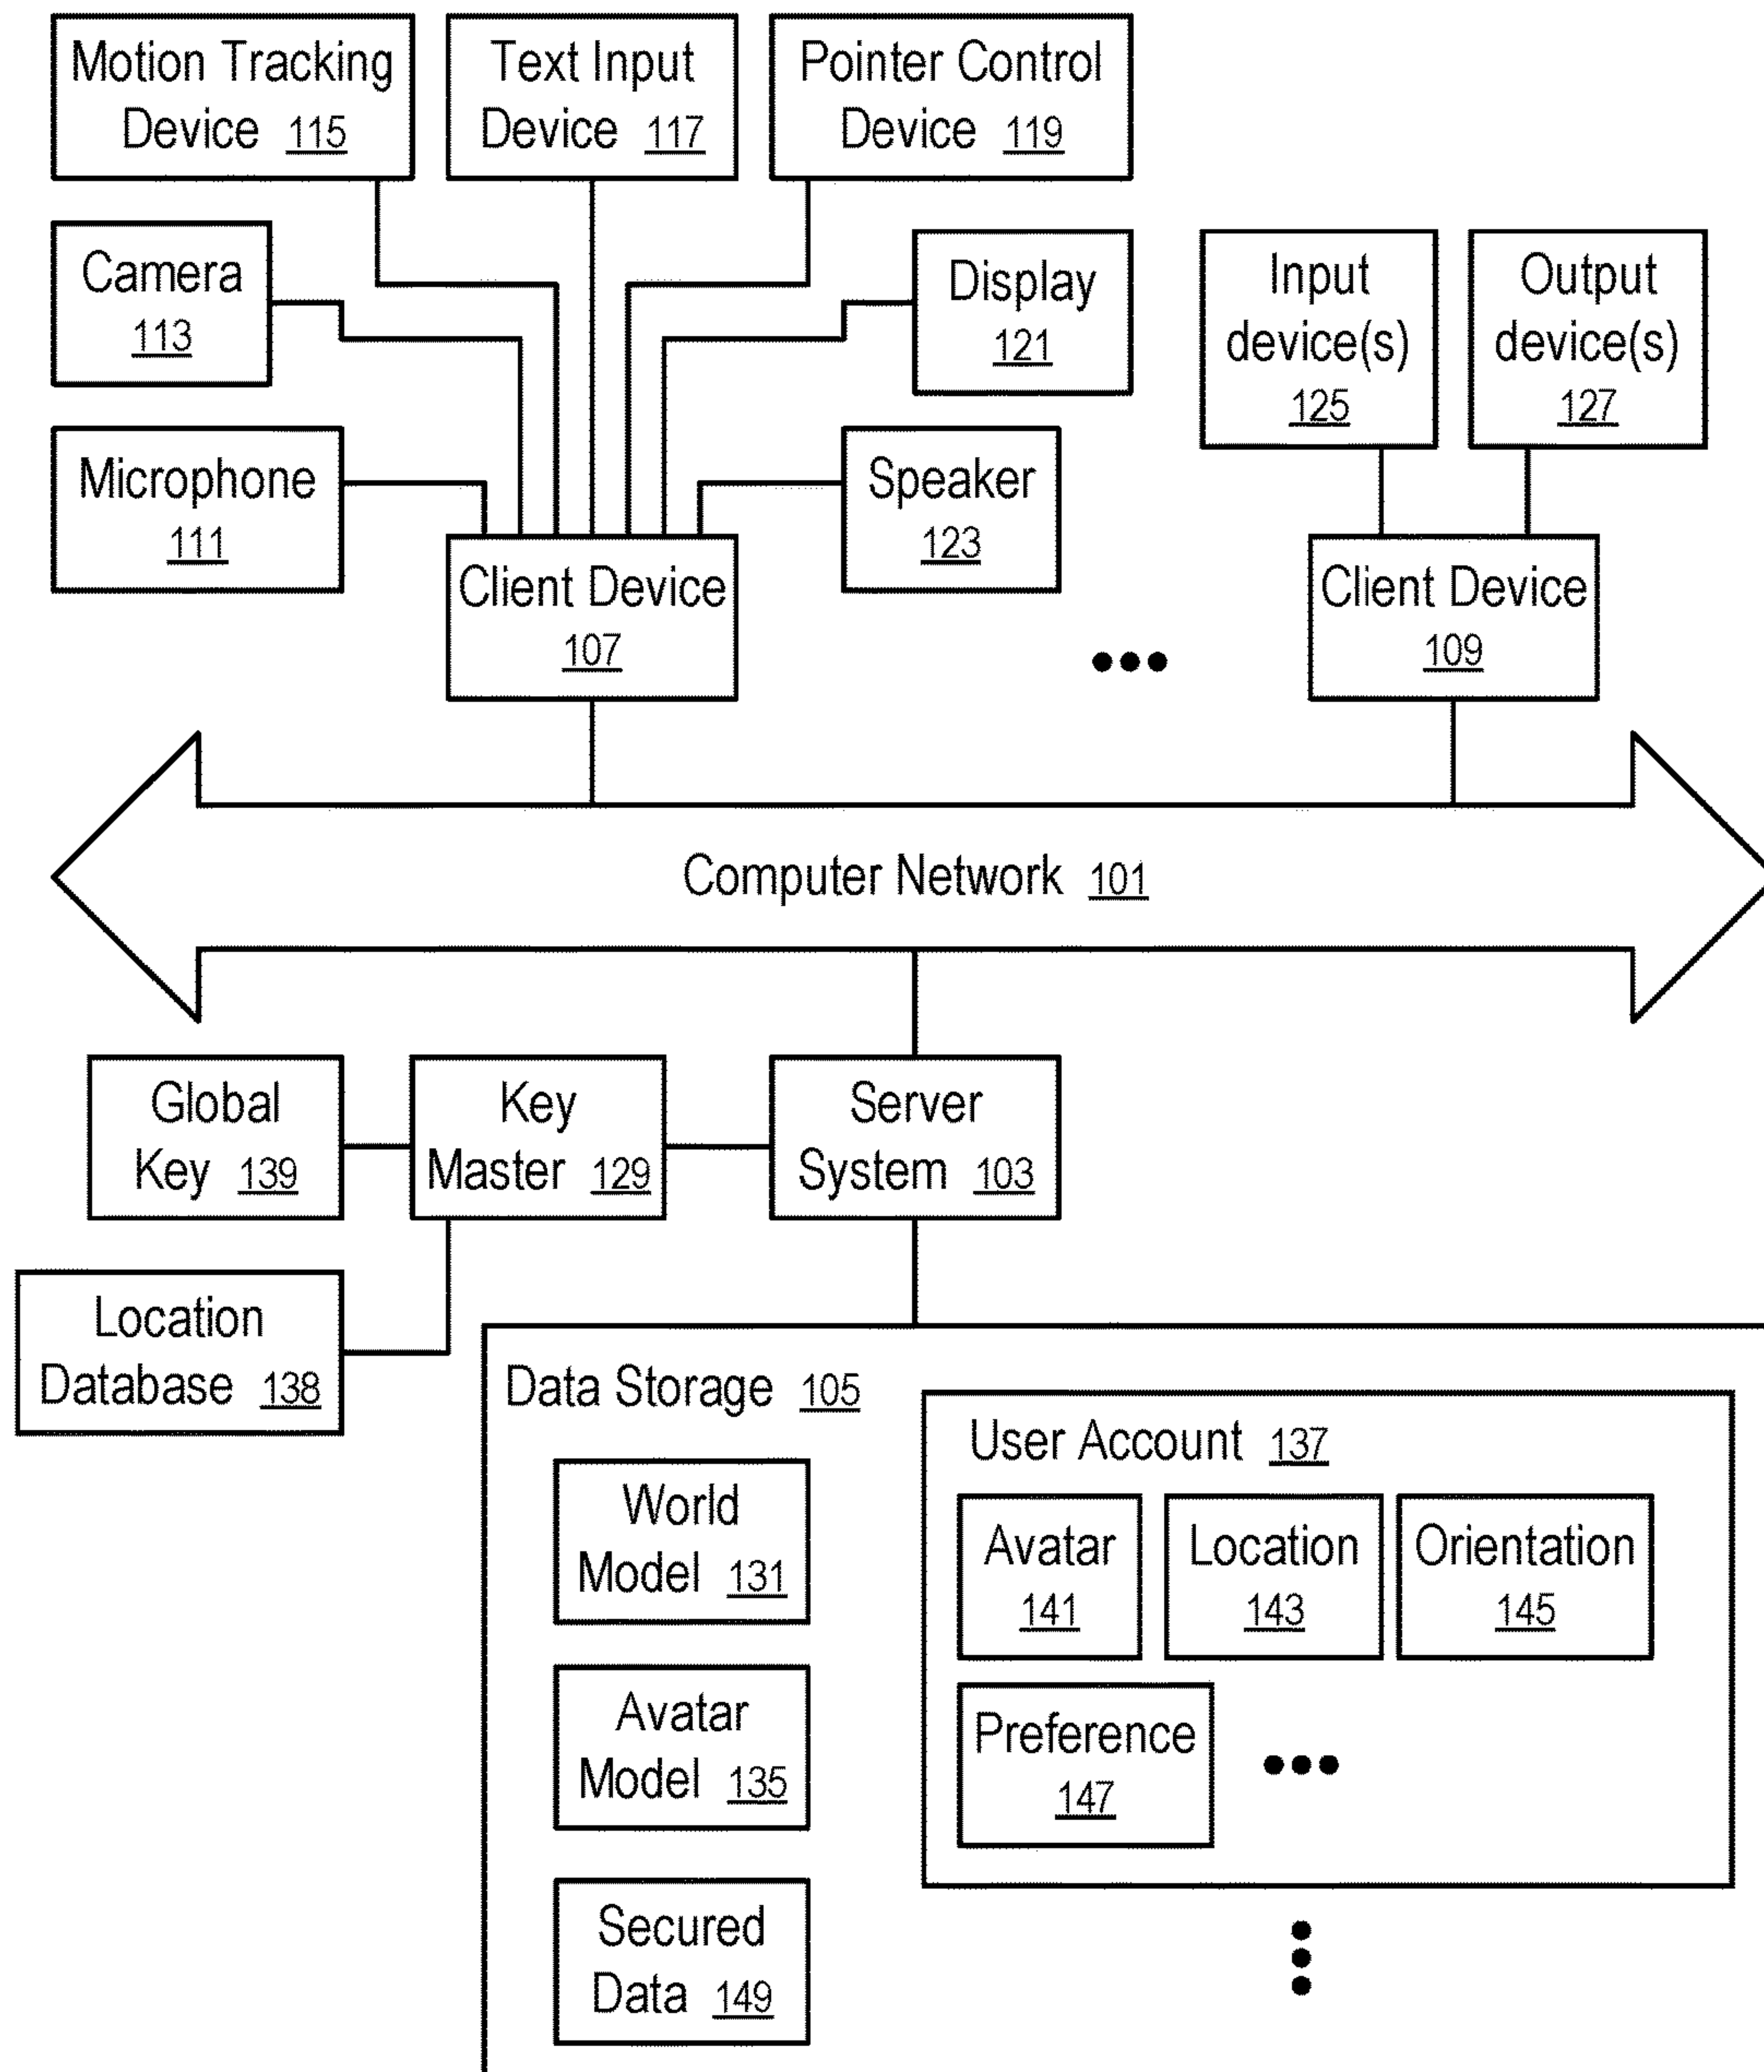 Motion Tracking
Device 115
Text Input
Device 117
Pointer Control
Device 119
Camera
113
Display
121
Input
device(s)
125
Output
device(s)
127
Microphone
111
Speaker
123
Client Device
107
Client Device
109
Computer Network 101
Global
Key 139
Key
Master 129
Server
System 103
Location
Database 138
Data Storage 105
World
Model 131
Avatar
Model 135
Secured
Data 149
User Account 137
Avatar
141
Location
143
Orientation
145
Preference
147